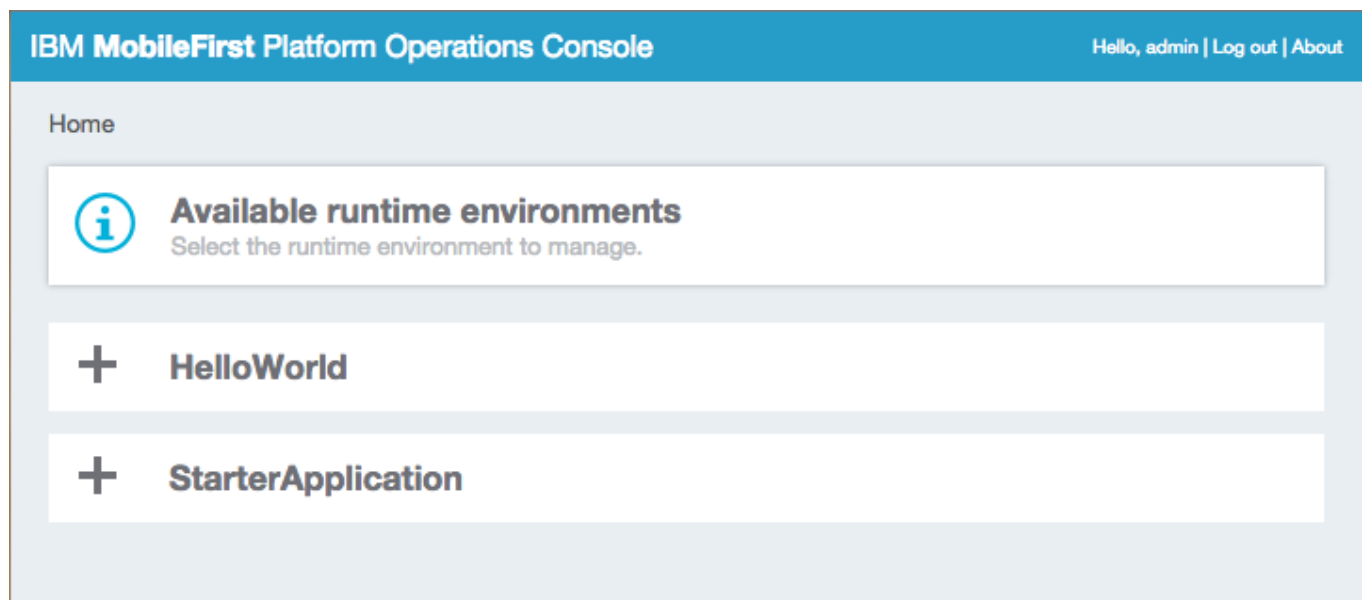 IBM MobileFirst Platform Operations Console
Hello, admin | Log out | About
Home
Available runtime environments
Select the runtime environment to manage.
HelloWorld
StarterApplication